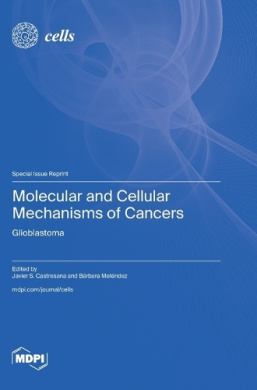 cells
Special Issue Reprint
Molecular and Cellular
Mechanisms of Cancers
Glioblastoma
Edited by
Javier S. Castresana and Bárbara Meléndez
mdpi.com/journal/cells
MDPI